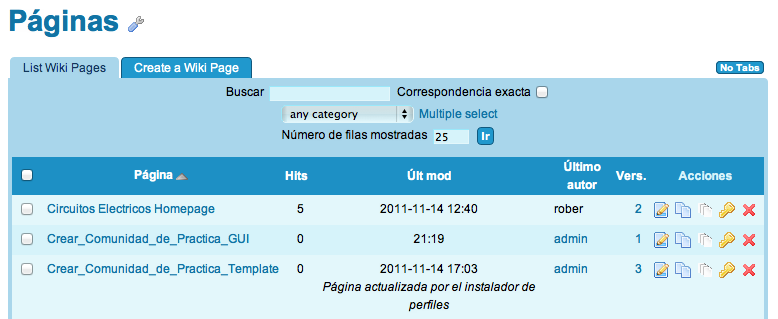 Páginas
List Wiki Pages Create a Wiki Page No Tabs
Buscar Correspondencia exacta
any category Multiple select
Número de filas mostradas 25 Ir
Página Hits Últ mod Último autor Vers. Acciones
Circuitos Electricos Homepage 5 2011-11-14 12:40 rober 2
Crear_Comunidad_de_Practica_GUI 0 21:19 admin 1
Crear_Comunidad_de_Practica_Template 0 2011-11-14 17:03 admin 3
Página actualizada por el instalador de
perfiles